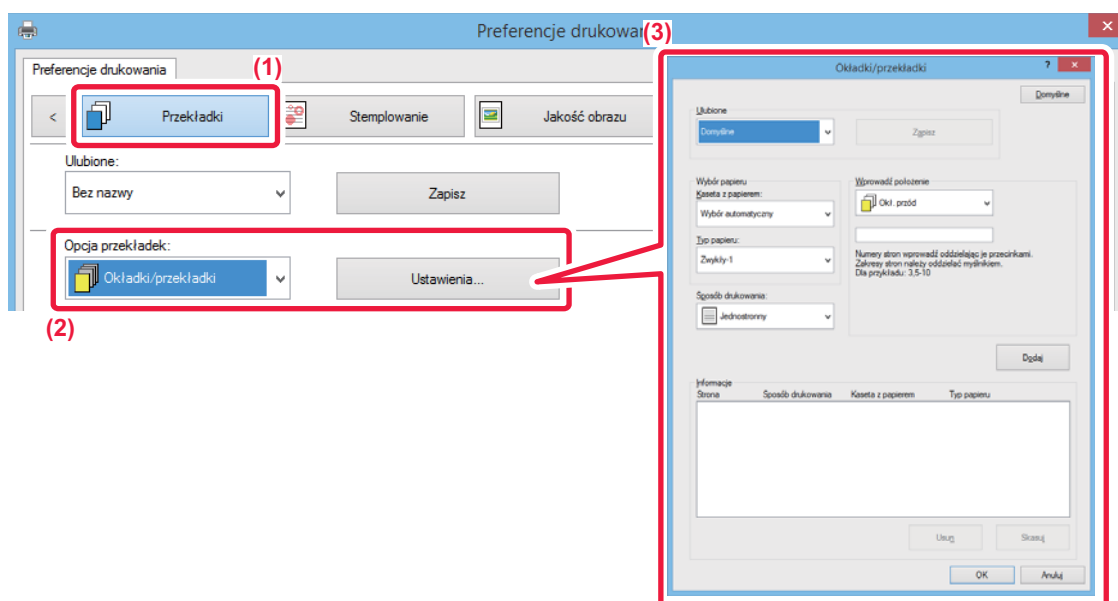 Preferencje drukowan
(3)
Preferencje drukowania
(1)
<
Przekładki
Stemplowanie
Jakość obrazu
Ulubione:
Bez nazwy
Zapisz
Opcja przekładek:
Okładki/przekładki
Ustawienia...
(2)
Okładki/przekładki
?
Domyślne
Ulubione
Domyślne
Zapisz
Wybór papieru
Kaseta z papierem:
Wybór automatyczny
Typ papieru:
Zwykły-1
Sposób drukowania:
Jednostronny
Wprowadź położenie
Okł. przód
Numery stron wprowadź oddzielając je przecinkami.
Zakresy stron należy oddzielać myślnikiem.
Dla przykładu: 3,5-10
Dodaj
Informacje
Strona Sposób drukowania Kaseta z papierem Typ papieru
Usuń
Skasuj
OK
Anuluj